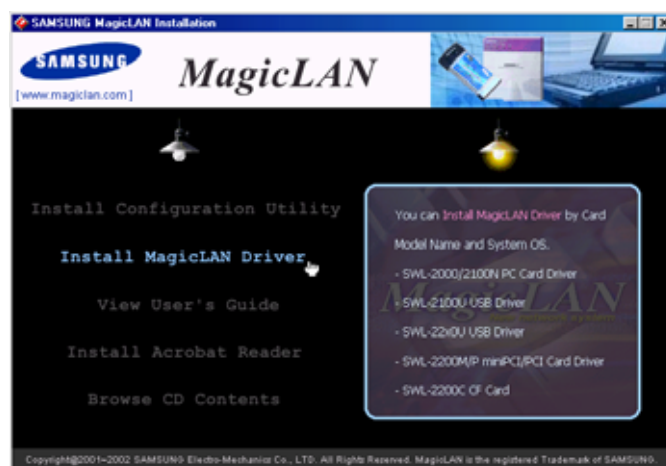 SAMSUNG MagicLAN Installation
SAMSUNG
MagicLAN
[www.magiclan.com]
Install Configuration Utility
Install MagicLAN Driver
View User's Guide
Install Acrobat Reader
Browse CD Contents
You can Install MagicLAN Driver by Card
Model Name and System OS.
- SWL-2000/2100N PC Card Driver
- SWL-2100U USB Driver
- SWL-22x0U USB Driver
- SWL-2200M/P miniPCI/PCI Card Driver
- SWL-2200C CF Card
MagicLAN
Copyright@2001~2002 SAMSUNG Electro-Mechanics Co., LTD. All Rights Reserved. MagicLAN is the registered Trademark of SAMSUNG.